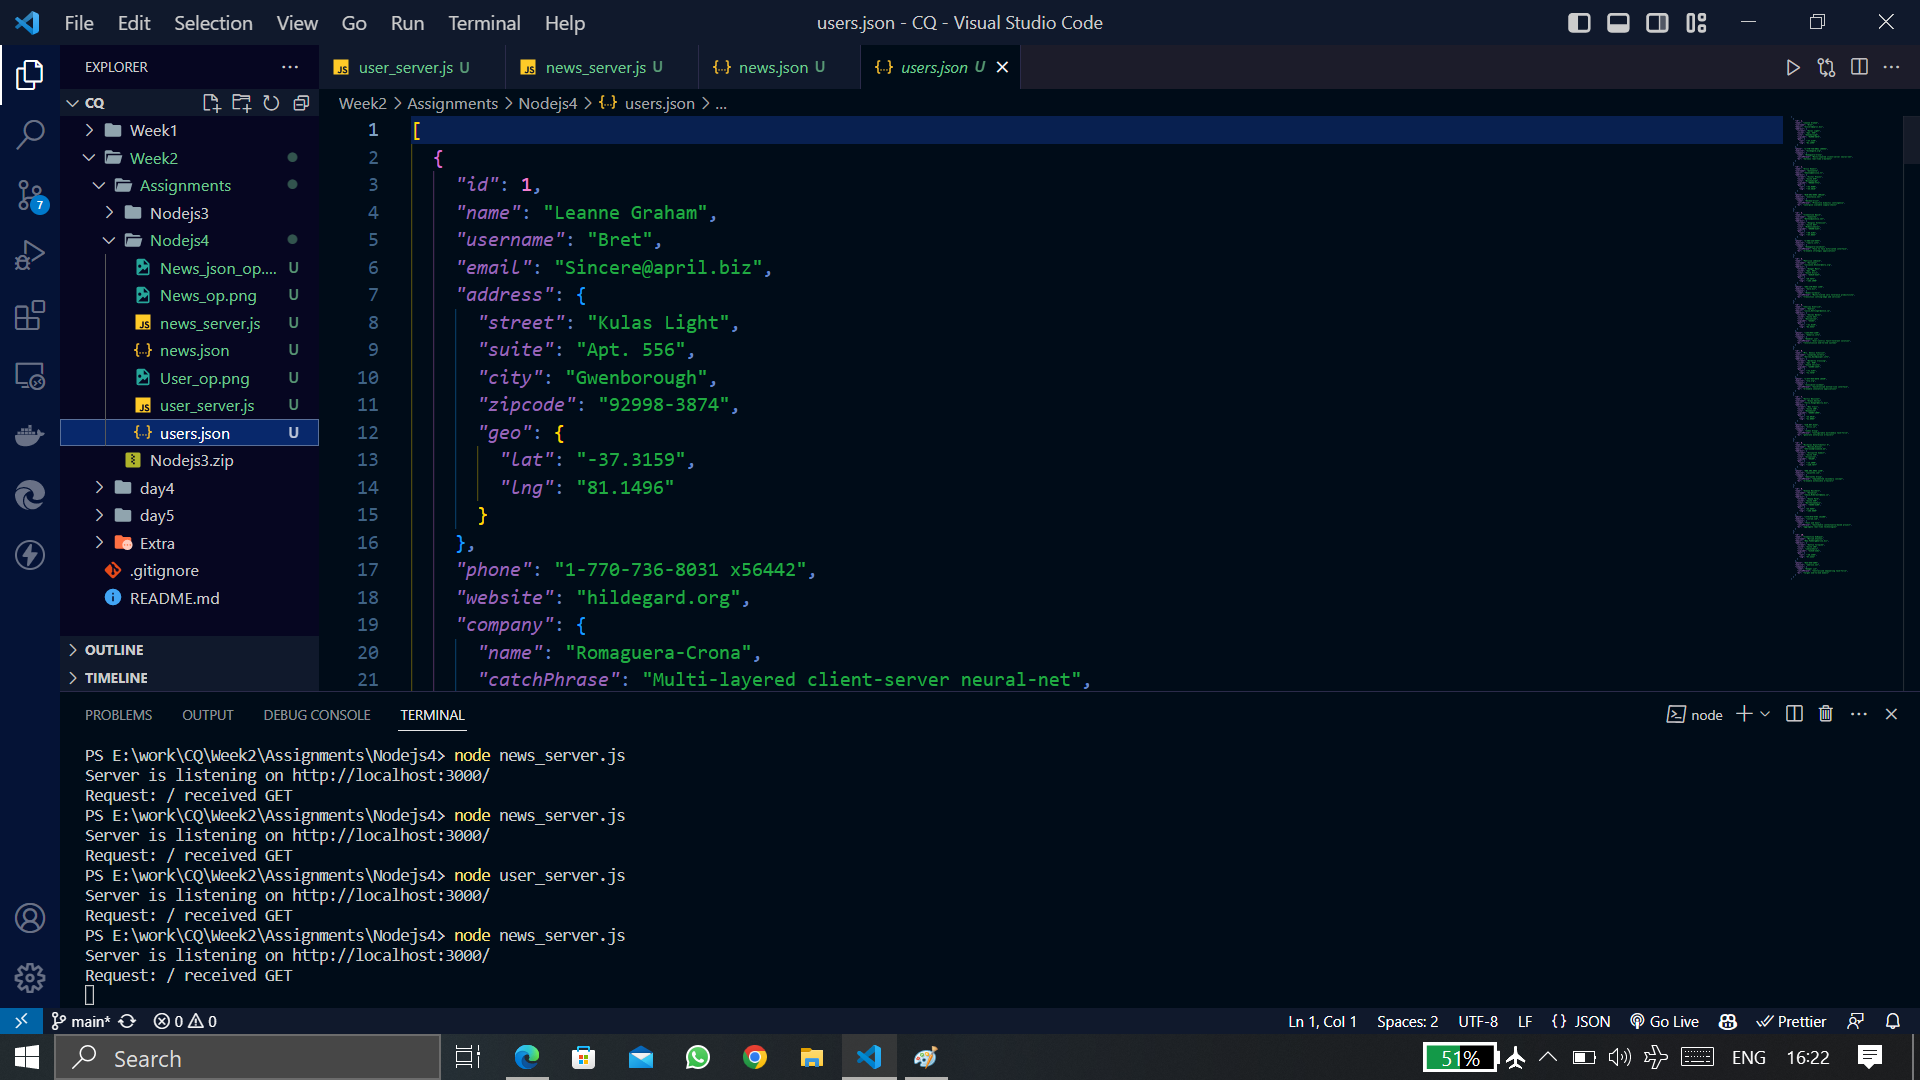 File Edit Selection View Go Run Terminal Help
users.json - CQ - Visual Studio Code
EXPLORER
user_server.js U
news_server.js U
news.json U
users.json U
CQ
Week2 > Assignments > Nodejs4 > {··} users.json > ...
Week1
Week2
Assignments
Nodejs3
Nodejs4
News_json_op.... U
News_op.png U
news_server.js U
news.json U
User_op.png U
user_server.js U
users.json U
Nodejs3.zip
day4
day5
Extra
.gitignore
README.md
OUTLINE
TIMELINE
7
1 [
2 {
3 "id": 1,
4 "name": "Leanne Graham",
5 "username": "Bret",
6 "email": "Sincere@april.biz",
7 "address": {
8 "street": "Kulas Light",
9 "suite": "Apt. 556",
10 "city": "Gwenborough",
11 "zipcode": "92998-3874",
12 "geo": {
13 "lat": "-37.3159",
14 "lng": "81.1496"
15 }
16 },
17 "phone": "1-770-736-8031 x56442",
18 "website": "hildegard.org",
19 "company": {
20 "name": "Romaguera-Crona",
21 "catchPhrase": "Multi-layered client-server neural-net",
PROBLEMS OUTPUT DEBUG CONSOLE TERMINAL
node
PS E:\work\CQ\Week2\Assignments\Nodejs4> node news_server.js
Server is listening on http://localhost:3000/
Request: / received GET
PS E:\work\CQ\Week2\Assignments\Nodejs4> node news_server.js
Server is listening on http://localhost:3000/
Request: / received GET
PS E:\work\CQ\Week2\Assignments\Nodejs4> node user_server.js
Server is listening on http://localhost:3000/
Request: / received GET
PS E:\work\CQ\Week2\Assignments\Nodejs4> node news_server.js
Server is listening on http://localhost:3000/
Request: / received GET
main* 0 0 Ln 1, Col 1 Spaces: 2 UTF-8 LF {} JSON Go Live Prettier
Search 51% ENG 16:22